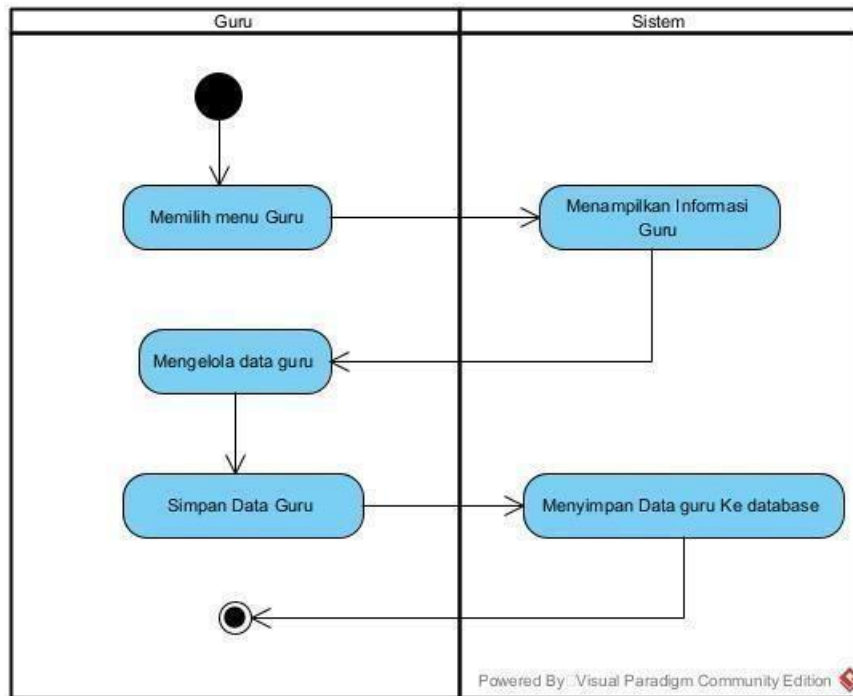 Guru
Sistem
Memilih menu Guru
Menampilkan Informasi
Guru
Mengelola data guru
Simpan Data Guru
Menyimpan Data guru Ke database
Powered By Visual Paradigm Community Edition